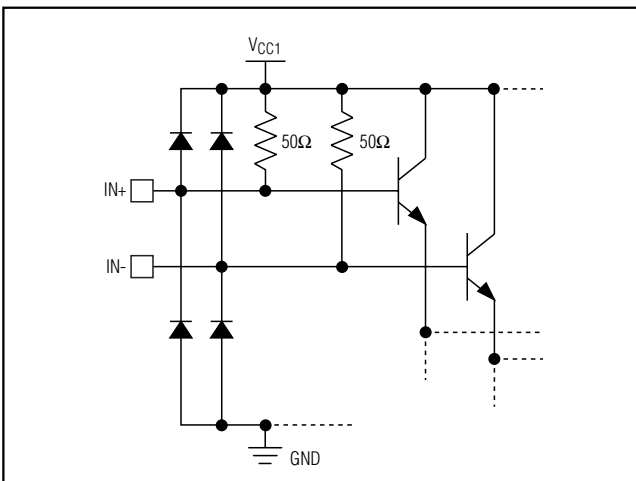 VCC1
50Ω 50Ω
IN+
IN-
GND